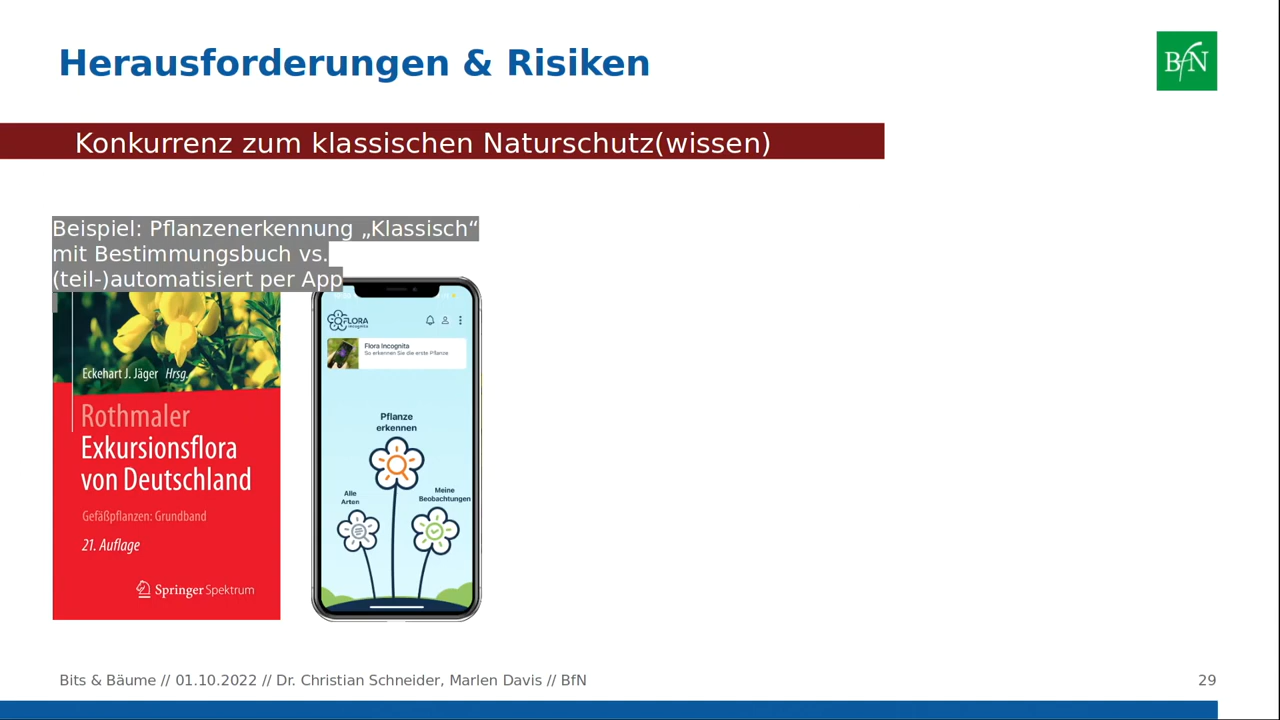 Herausforderungen & Risiken
BfN
Konkurrenz zum klassischen Naturschutz(wissen)
Beispiel: Pflanzenerkennung „Klassisch“
mit Bestimmungsbuch vs.
(teil-)automatisiert per App
Eckehart J. Jäger Hrsg.
Rothmaler
Exkursionsflora
von Deutschland
Gefäßpflanzen: Grundband
21. Auflage
Springer Spektrum
FLORA
incognita
Flora Incognita
So erkennen Sie die erste Pflanze
Pflanze
erkennen
Alle
Arten
Meine
Beobachtungen
Bits & Bäume // 01.10.2022 // Dr. Christian Schneider, Marlen Davis // BfN
29